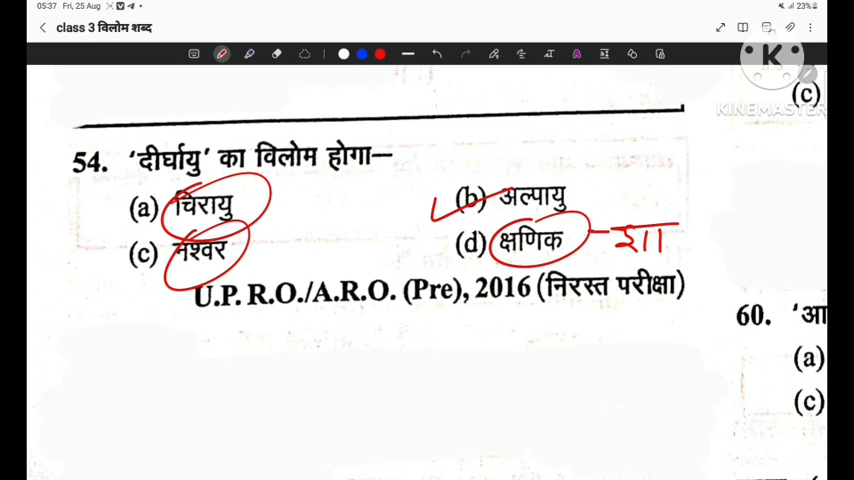 05:37 Fri, 25 Aug
23%
class 3 विलोम शब्द
KINEMASTER
(c)
54. ‘दीर्घायु’ का विलोम होगा—
(a) चिरायु
(b) अल्पायु
(c) नश्वर
(d) क्षणिक
U.P. R.O./A.R.O. (Pre), 2016 (निरस्त परीक्षा)
60. ‘आ
(a)
(c)